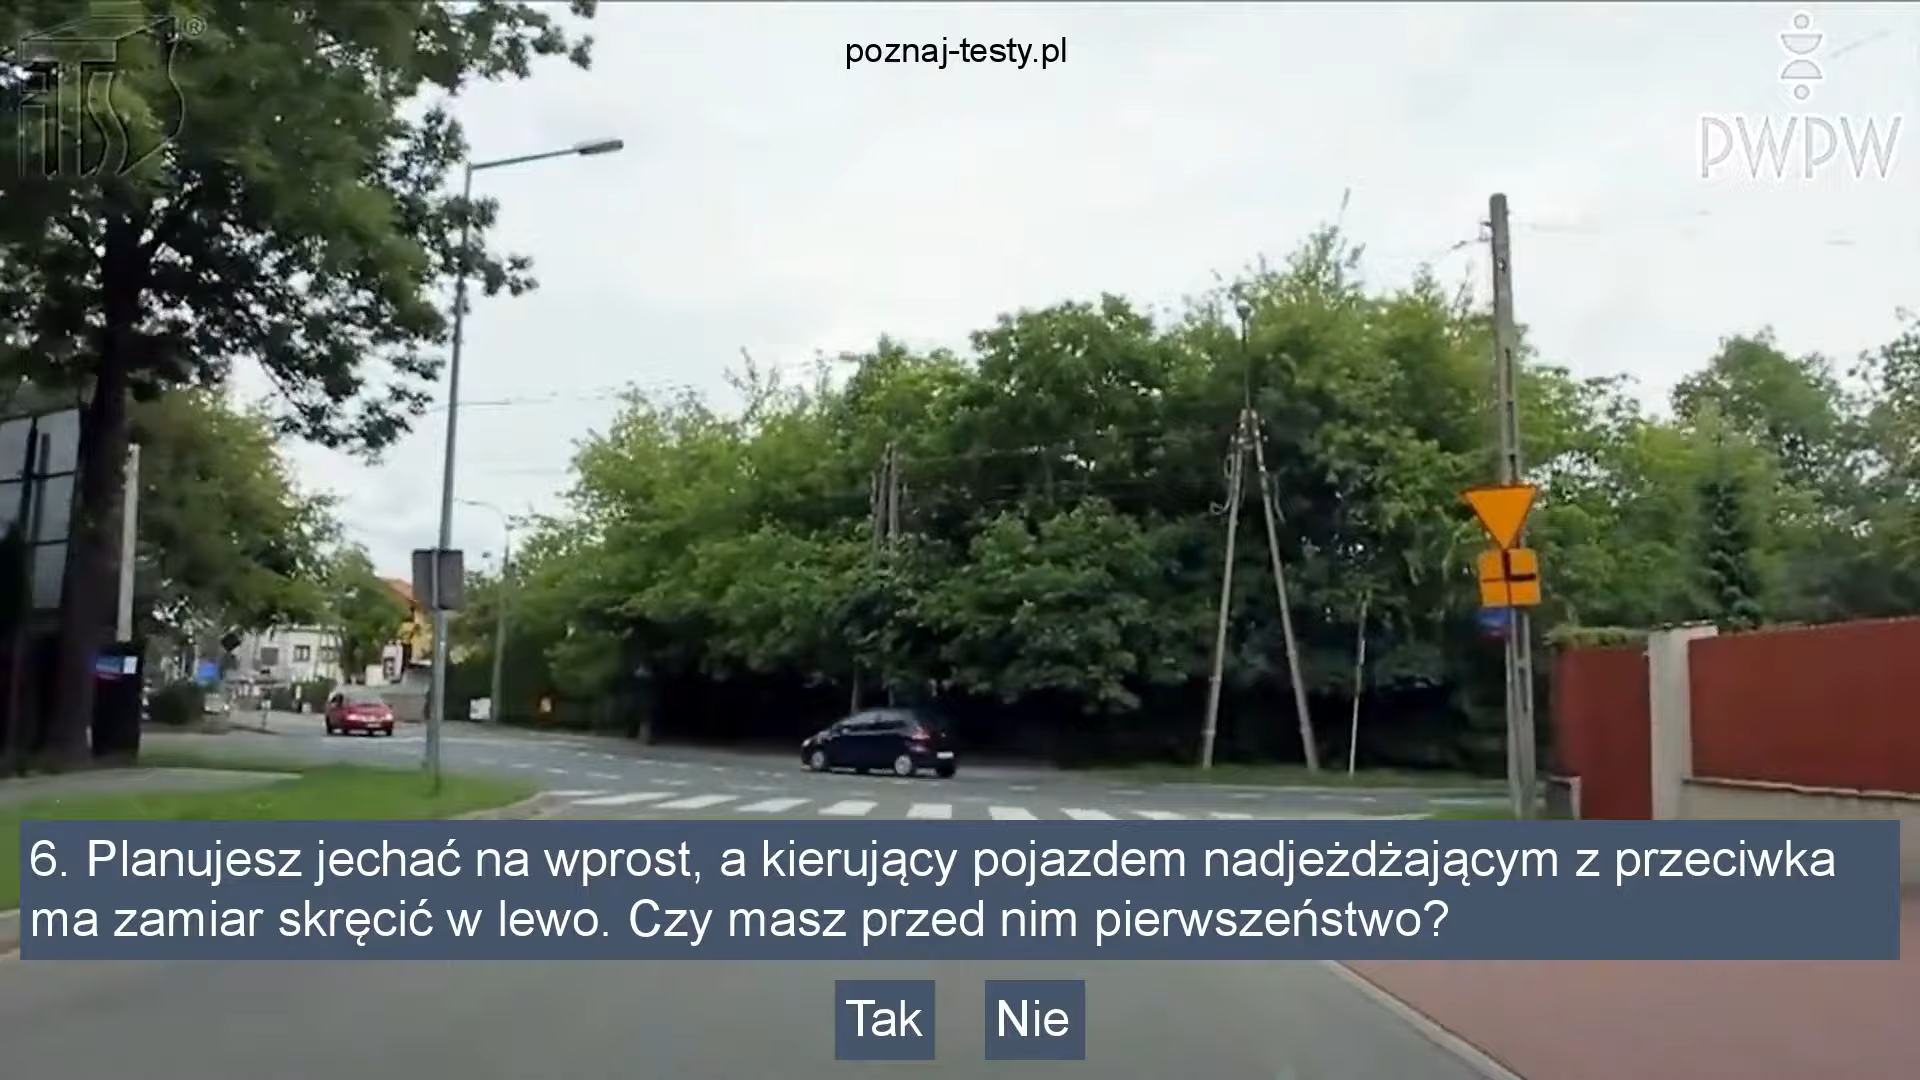 ITS®
poznaj-testy.pl
PWPW
6. Planujesz jechać na wprost, a kierujący pojazdem nadjeżdżającym z przeciwka
ma zamiar skręcić w lewo. Czy masz przed nim pierwszeństwo?
Tak
Nie